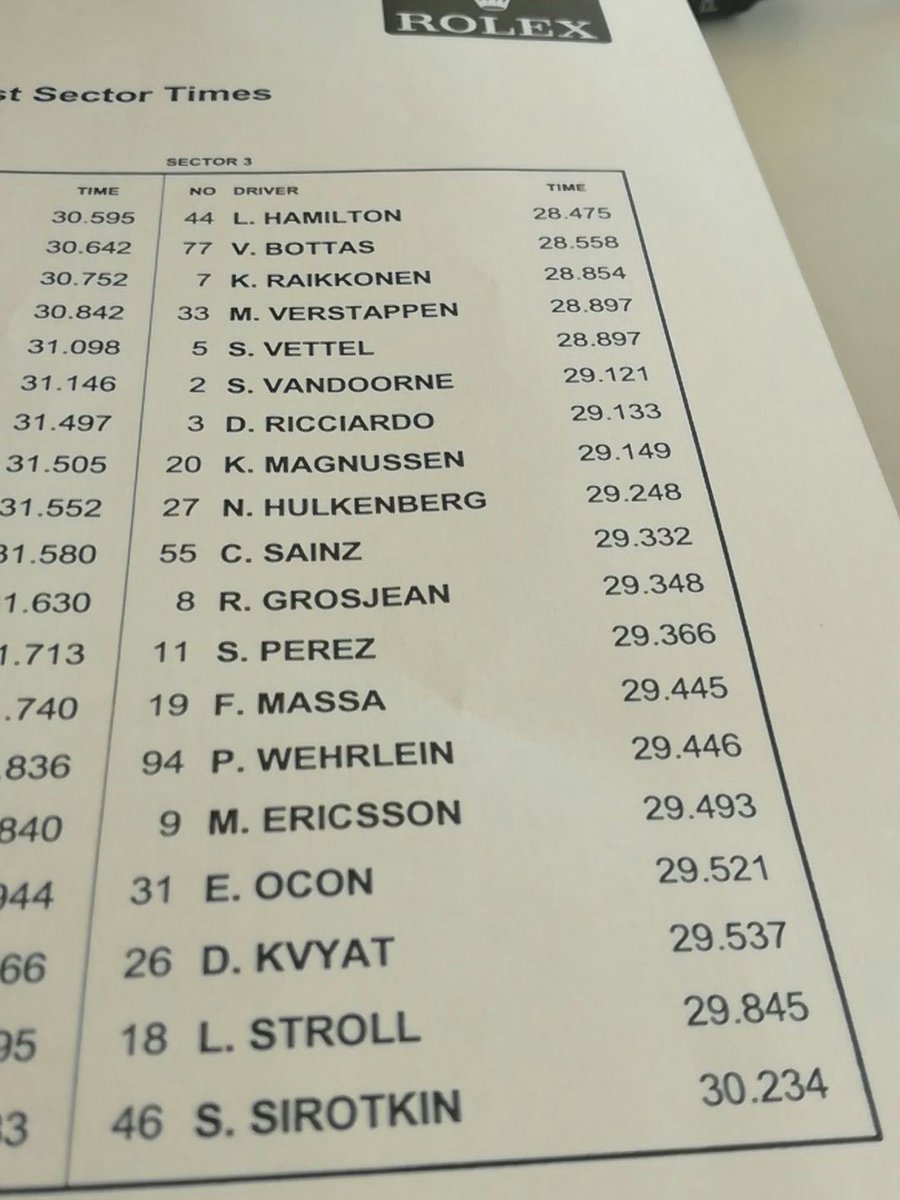 ROLEX
Sector Times
SECTOR 3
TIME NO DRIVER TIME
30.595 44 L. HAMILTON 28.475
30.642 77 V. BOTTAS 28.558
30.752 7 K. RAIKKONEN 28.854
30.842 33 M. VERSTAPPEN 28.897
31.098 5 S. VETTEL 28.897
31.146 2 S. VANDOORNE 29.121
31.497 3 D. RICCIARDO 29.133
31.505 20 K. MAGNUSSEN 29.149
31.552 27 N. HULKENBERG 29.248
31.580 55 C. SAINZ 29.332
1.630 8 R. GROSJEAN 29.348
1.713 11 S. PEREZ 29.366
.740 19 F. MASSA 29.445
.836 94 P. WEHRLEIN 29.446
840 9 M. ERICSSON 29.493
944 31 E. OCON 29.521
66 26 D. KVYAT 29.537
95 18 L. STROLL 29.845
3 46 S. SIROTKIN 30.234